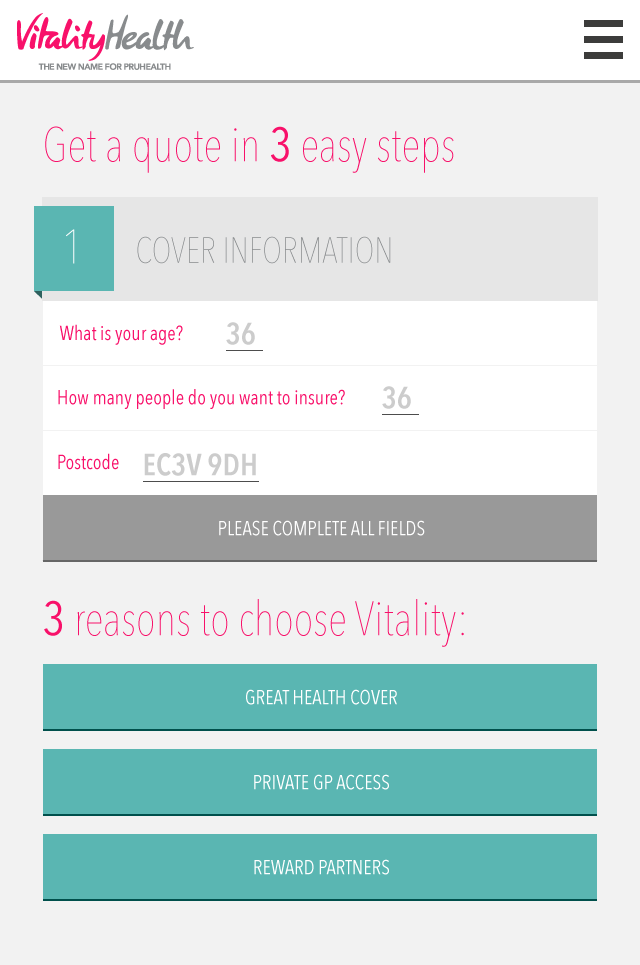 VitalityHealth
THE NEW NAME FOR PRUHEALTH
Get a quote in 3 easy steps
1 COVER INFORMATION
What is your age? 36
How many people do you want to insure? 36
Postcode EC3V 9DH
PLEASE COMPLETE ALL FIELDS
3 reasons to choose Vitality:
GREAT HEALTH COVER
PRIVATE GP ACCESS
REWARD PARTNERS